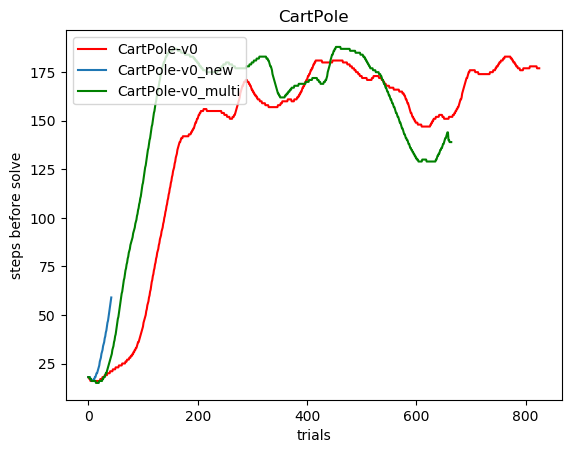 CartPole
CartPole-v0
CartPole-v0_new
CartPole-v0_multi
175
150
125
100
75
50
25
steps before solve
0 200 400 600 800
trials